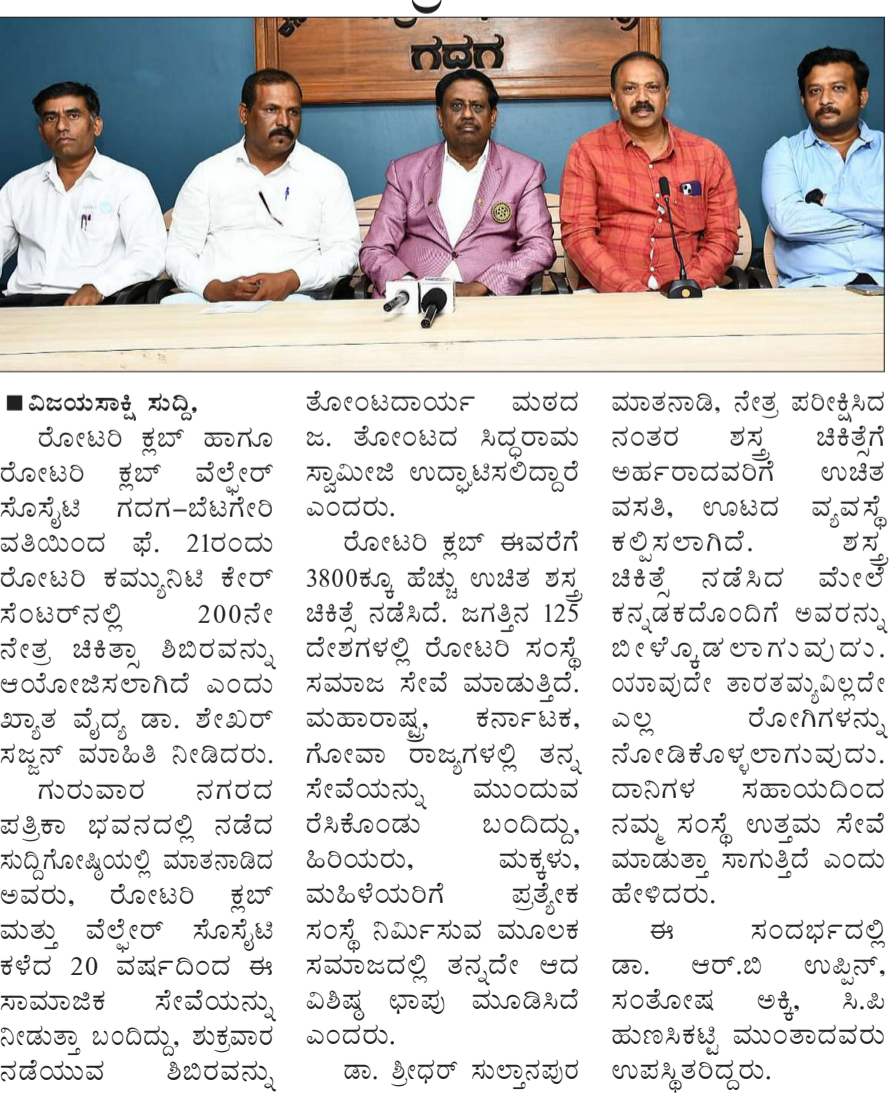 ಗದಗ
■ ವಿಜಯಸಾಕ್ಷಿ ಸುದ್ದಿ,
ರೋಟರಿ ಕ್ಲಬ್ ಹಾಗೂ
ರೋಟರಿ ಕ್ಲಬ್ ವೆಲ್ಫೇರ್
ಸೊಸೈಟಿ ಗದಗ-ಬೆಟಗೇರಿ
ವತಿಯಿಂದ ಫೆ. 21ರಂದು
ರೋಟರಿ ಕಮ್ಯುನಿಟಿ ಕೇರ್
ಸೆಂಟರ್‌ನಲ್ಲಿ 200ನೇ
ನೇತ್ರ ಚಿಕಿತ್ಸಾ ಶಿಬಿರವನ್ನು
ಆಯೋಜಿಸಲಾಗಿದೆ ಎಂದು
ಖ್ಯಾತ ವೈದ್ಯ ಡಾ. ಶೇಖರ್
ಸಜ್ಜನ್ ಮಾಹಿತಿ ನೀಡಿದರು.
ಗುರುವಾರ ನಗರದ
ಪತ್ರಿಕಾ ಭವನದಲ್ಲಿ ನಡೆದ
ಸುದ್ದಿಗೋಷ್ಠಿಯಲ್ಲಿ ಮಾತನಾಡಿದ
ಅವರು, ರೋಟರಿ ಕ್ಲಬ್
ಮತ್ತು ವೆಲ್ಫೇರ್ ಸೊಸೈಟಿ
ಕಳೆದ 20 ವರ್ಷದಿಂದ ಈ
ಸಾಮಾಜಿಕ ಸೇವೆಯನ್ನು
ನೀಡುತ್ತಾ ಬಂದಿದ್ದು, ಶುಕ್ರವಾರ
ನಡೆಯುವ ಶಿಬಿರವನ್ನು
ತೋಂಟದಾರ್ಯ ಮಠದ
ಜ. ತೋಂಟದ ಸಿದ್ಧರಾಮ
ಸ್ವಾಮೀಜಿ ಉದ್ಘಾಟಿಸಲಿದ್ದಾರೆ
ಎಂದರು.
ರೋಟರಿ ಕ್ಲಬ್ ಈವರೆಗೆ
3800ಕ್ಕೂ ಹೆಚ್ಚು ಉಚಿತ ಶಸ್ತ್ರ
ಚಿಕಿತ್ಸೆ ನಡೆಸಿದೆ. ಜಗತ್ತಿನ 125
ದೇಶಗಳಲ್ಲಿ ರೋಟರಿ ಸಂಸ್ಥೆ
ಸಮಾಜ ಸೇವೆ ಮಾಡುತ್ತಿದೆ.
ಮಹಾರಾಷ್ಟ್ರ, ಕರ್ನಾಟಕ,
ಗೋವಾ ರಾಜ್ಯಗಳಲ್ಲಿ ತನ್ನ
ಸೇವೆಯನ್ನು ಮುಂದುವ
ರೆಸಿಕೊಂಡು ಬಂದಿದ್ದು,
ಹಿರಿಯರು, ಮಕ್ಕಳು,
ಮಹಿಳೆಯರಿಗೆ ಪ್ರತ್ಯೇಕ
ಸಂಸ್ಥೆ ನಿರ್ಮಿಸುವ ಮೂಲಕ
ಸಮಾಜದಲ್ಲಿ ತನ್ನದೇ ಆದ
ವಿಶಿಷ್ಠ ಛಾಪು ಮೂಡಿಸಿದೆ
ಎಂದರು.
ಡಾ. ಶ್ರೀಧರ್ ಸುಲ್ತಾನಪುರ
ಮಾತನಾಡಿ, ನೇತ್ರ ಪರೀಕ್ಷಿಸಿದ
ನಂತರ ಶಸ್ತ್ರ ಚಿಕಿತ್ಸೆಗೆ
ಅರ್ಹರಾದವರಿಗೆ ಉಚಿತ
ವಸತಿ, ಊಟದ ವ್ಯವಸ್ಥೆ
ಕಲ್ಪಿಸಲಾಗಿದೆ. ಶಸ್ತ್ರ
ಚಿಕಿತ್ಸೆ ನಡೆಸಿದ ಮೇಲೆ
ಕನ್ನಡಕದೊಂದಿಗೆ ಅವರನ್ನು
ಬೀಳ್ಕೊಡಲಾಗುವುದು.
ಯಾವುದೇ ತಾರತಮ್ಯವಿಲ್ಲದೇ
ಎಲ್ಲ ರೋಗಿಗಳನ್ನು
ನೋಡಿಕೊಳ್ಳಲಾಗುವುದು.
ದಾನಿಗಳ ಸಹಾಯದಿಂದ
ನಮ್ಮ ಸಂಸ್ಥೆ ಉತ್ತಮ ಸೇವೆ
ಮಾಡುತ್ತಾ ಸಾಗುತ್ತಿದೆ ಎಂದು
ಹೇಳಿದರು.
ಈ ಸಂದರ್ಭದಲ್ಲಿ
ಡಾ. ಆರ್.ಬಿ ಉಪ್ಪಿನ್,
ಸಂತೋಷ ಅಕ್ಕಿ, ಸಿ.ಪಿ
ಹುಣಸಿಕಟ್ಟಿ ಮುಂತಾದವರು
ಉಪಸ್ಥಿತರಿದ್ದರು.